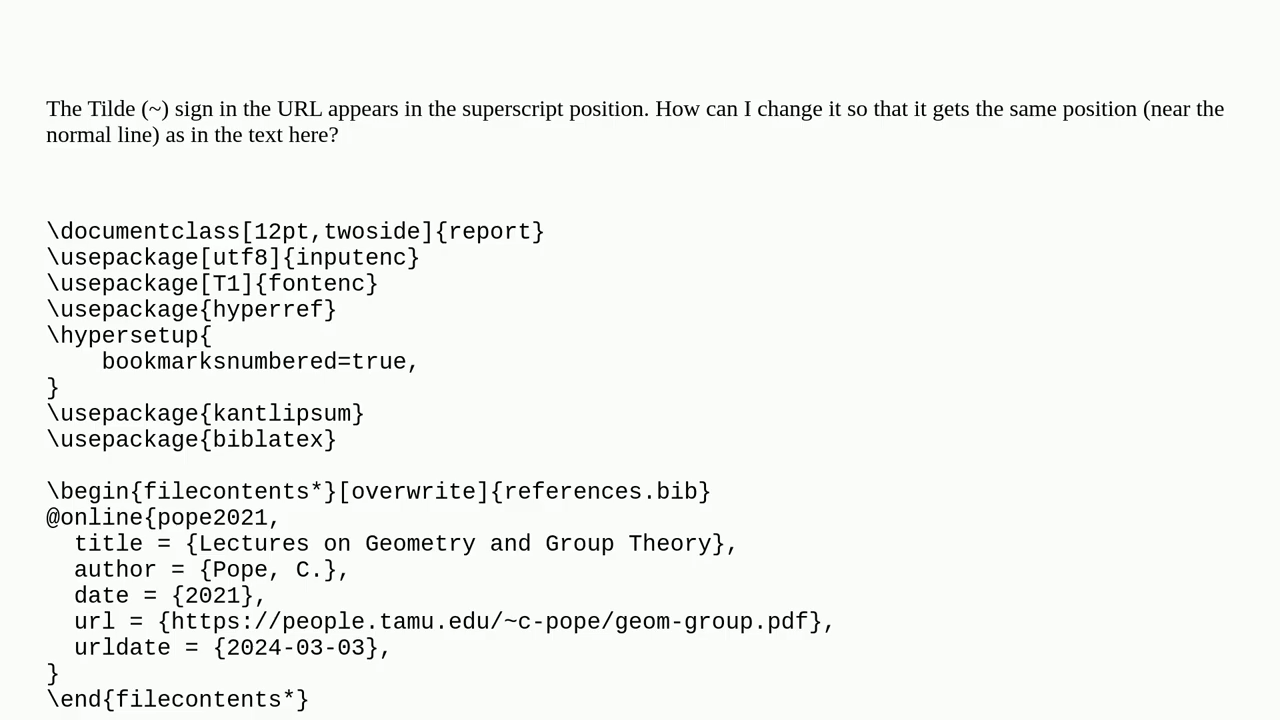 The Tilde (~) sign in the URL appears in the superscript position. How can I change it so that it gets the same position (near the
normal line) as in the text here?
\documentclass[12pt,twoside]{report}
\usepackage[utf8]{inputenc}
\usepackage[T1]{fontenc}
\usepackage{hyperref}
\hypersetup{
    bookmarksnumbered=true,
}
\usepackage{kantlipsum}
\usepackage{biblatex}
\begin{filecontents*}[overwrite]{references.bib}
@online{pope2021,
  title = {Lectures on Geometry and Group Theory},
  author = {Pope, C.},
  date = {2021},
  url = {https://people.tamu.edu/~c-pope/geom-group.pdf},
  urldate = {2024-03-03},
}
\end{filecontents*}